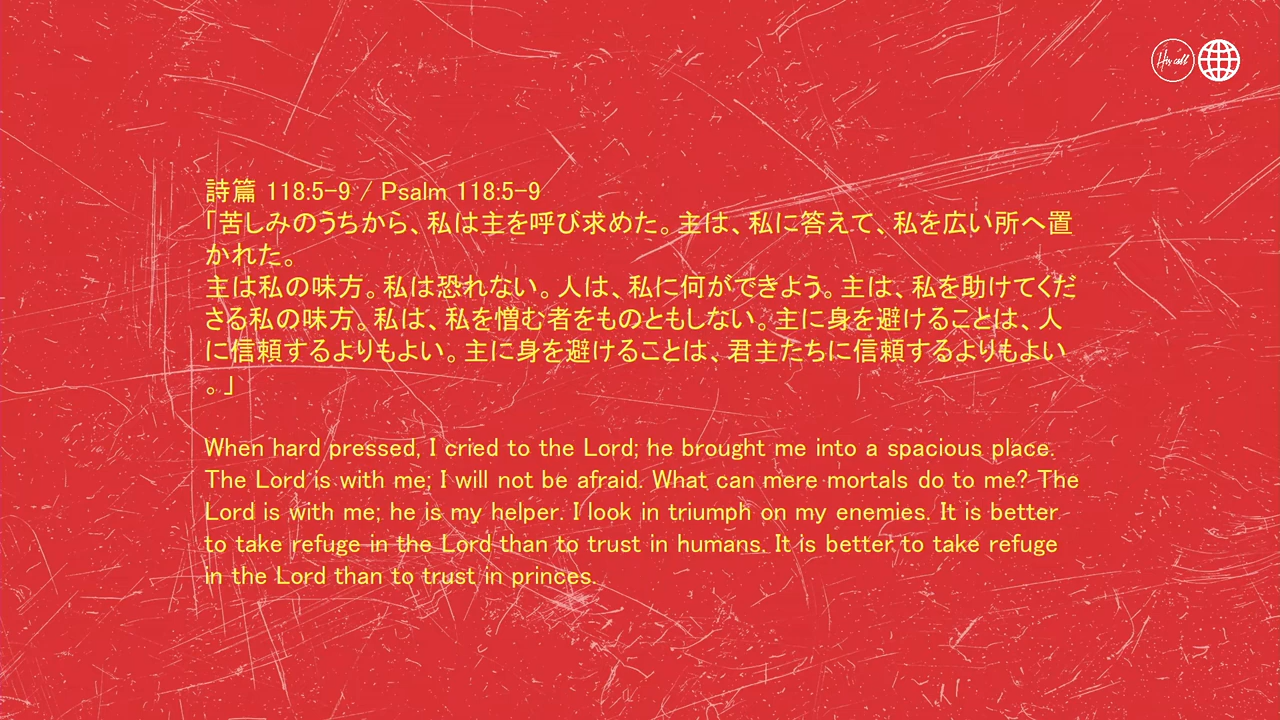 His call
詩篇 118:5-9 / Psalm 118:5-9
「苦しみのうちから、私は主を呼び求めた。主は、私に答えて、私を広い所へ置
かれた。
主は私の味方。私は恐れない。人は、私に何ができよう。主は、私を助けてくだ
さる私の味方。私は、私を憎む者をものともしない。主に身を避けることは、人
に信頼するよりもよい。主に身を避けることは、君主たちに信頼するよりもよい
。」
When hard pressed, I cried to the Lord; he brought me into a spacious place.
The Lord is with me; I will not be afraid. What can mere mortals do to me? The
Lord is with me; he is my helper. I look in triumph on my enemies. It is better
to take refuge in the Lord than to trust in humans. It is better to take refuge
in the Lord than to trust in princes.